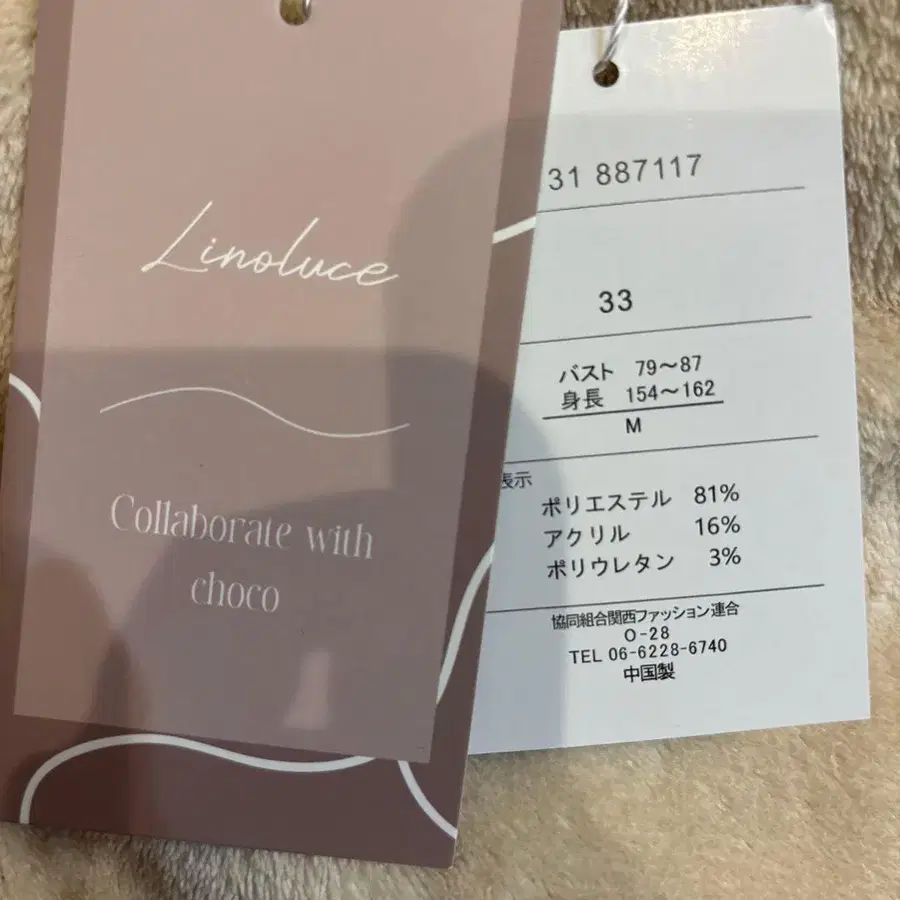 Linoluce
Collaborate with
choco
31 887117
33
バスト 79～87
身長 154～162
M
表示
ポリエステル 81%
アクリル 16%
ポリウレタン 3%
協同組合関西ファッション連合
O-28
TEL 06-6228-6740
中国製